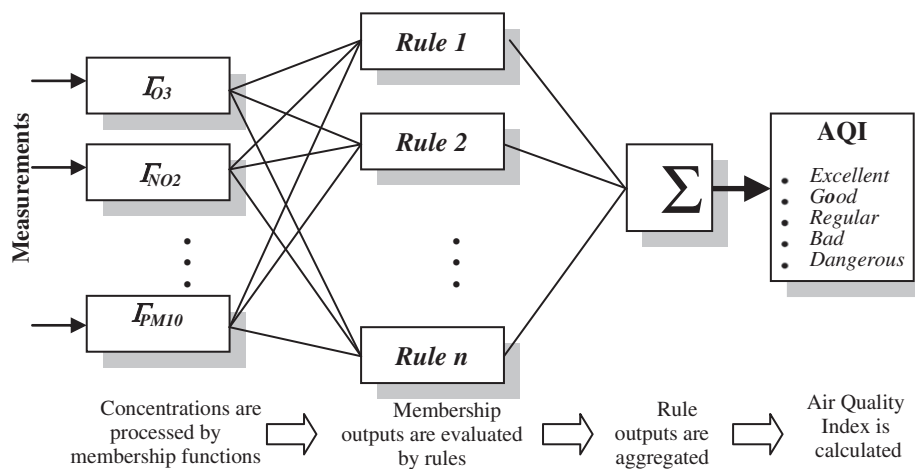 Measurements
Γ_O3
Γ_NO2
Γ_PM10
Rule 1
Rule 2
Rule n
Σ
AQI
• Excellent
• Good
• Regular
• Bad
• Dangerous
Concentrations are
processed by
membership functions
Membership
outputs are evaluated
by rules
Rule
outputs are
aggregated
Air Quality
Index is
calculated